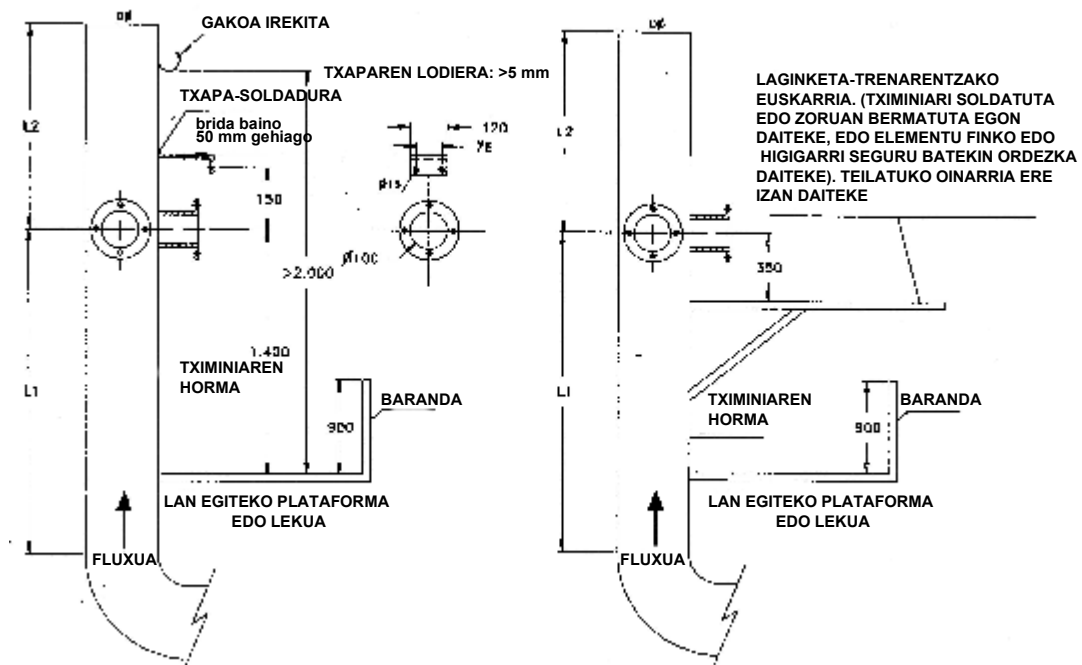 GAKOA IREKITA
TXAPAREN LODIERA: >5 mm
TXAPA-SOLDADURA
brida baino
50 mm gehiago
L2
120
150
Ø100
>2.000
1.400
TXIMINIAREN
HORMA
L1
900
BARANDA
LAN EGITEKO PLATAFORMA
EDO LEKUA
FLUXUA
LAGINKETA-TRENARENTZAKO
EUSKARRIA. (TXIMINIARI SOLDATUTA
EDO ZORUAN BERMATUTA EGON
DAITEKE, EDO ELEMENTU FINKO EDO
HIGIGARRI SEGURU BATEKIN ORDEZKA
DAITEKE). TEILATUKO OINARRIA ERE
IZAN DAITEKE
L2
350
L1
TXIMINIAREN
HORMA
900
BARANDA
LAN EGITEKO PLATAFORMA
EDO LEKUA
FLUXUA